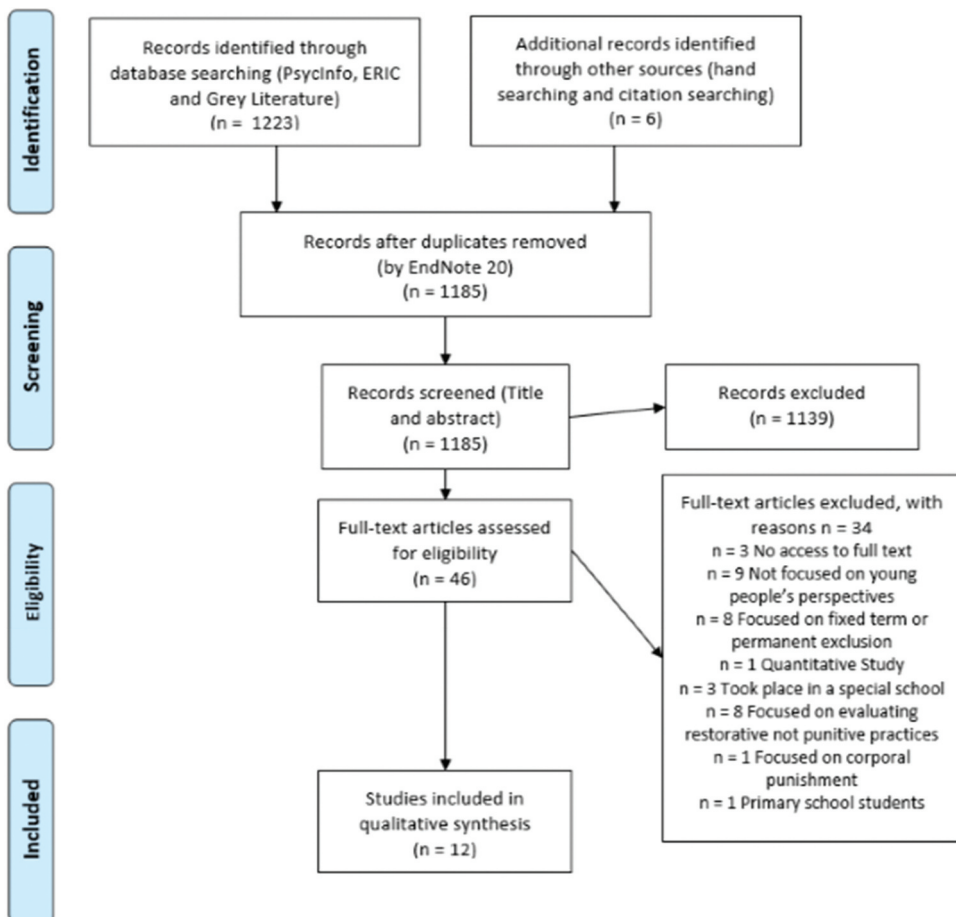 Identification
Records identified through
database searching (PsycInfo, ERIC
and Grey Literature)
(n = 1223)
Additional records identified
through other sources (hand
searching and citation searching)
(n = 6)
Records after duplicates removed
(by EndNote 20)
(n = 1185)
Screening
Records screened (Title
and abstract)
(n = 1185)
Records excluded
(n = 1139)
Eligibility
Full-text articles assessed
for eligibility
(n = 46)
Full-text articles excluded, with
reasons n = 34
n = 3 No access to full text
n = 9 Not focused on young
people's perspectives
n = 8 Focused on fixed term or
permanent exclusion
n = 1 Quantitative Study
n = 3 Took place in a special school
n = 8 Focused on evaluating
restorative not punitive practices
n = 1 Focused on corporal
punishment
n = 1 Primary school students
Included
Studies included in
qualitative synthesis
(n = 12)